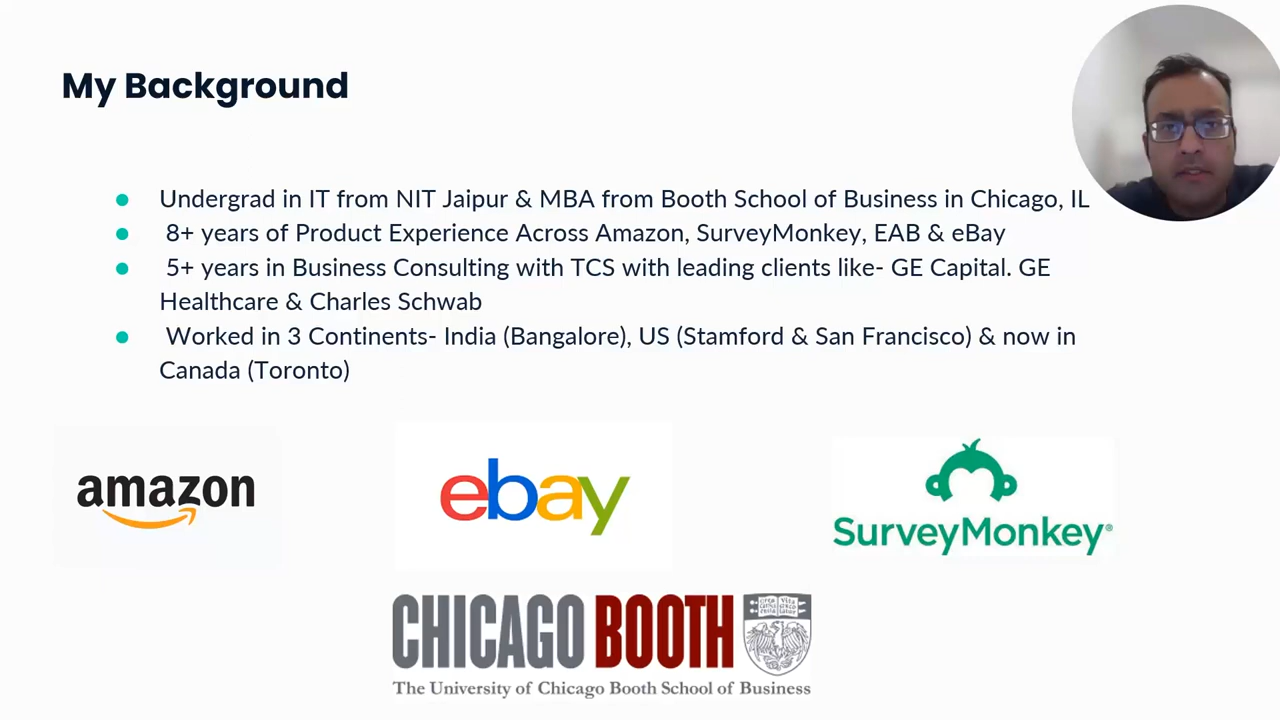 My Background
● Undergrad in IT from NIT Jaipur & MBA from Booth School of Business in Chicago, IL
● 8+ years of Product Experience Across Amazon, SurveyMonkey, EAB & eBay
● 5+ years in Business Consulting with TCS with leading clients like- GE Capital. GE
Healthcare & Charles Schwab
● Worked in 3 Continents- India (Bangalore), US (Stamford & San Francisco) & now in
Canada (Toronto)
amazon
ebay
SurveyMonkey®
CHICAGO BOOTH
The University of Chicago Booth School of Business